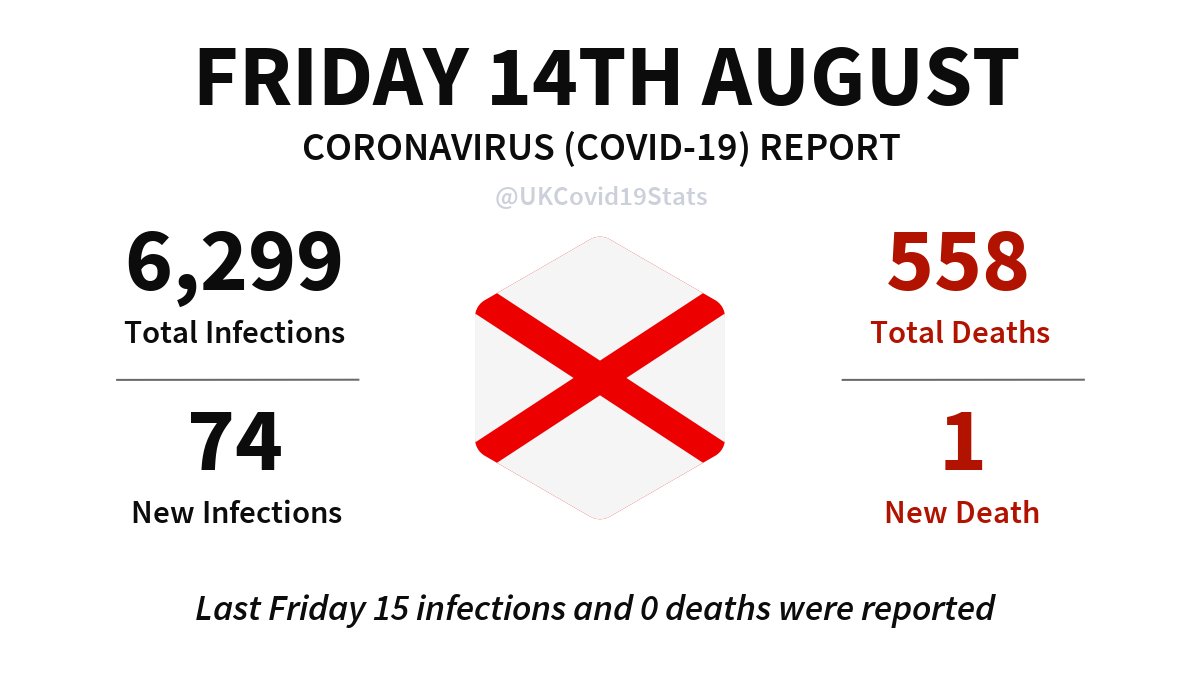 FRIDAY 14TH AUGUST
CORONAVIRUS (COVID-19) REPORT
@UKCovid19Stats
6,299
Total Infections
74
New Infections
558
Total Deaths
1
New Death
Last Friday 15 infections and 0 deaths were reported